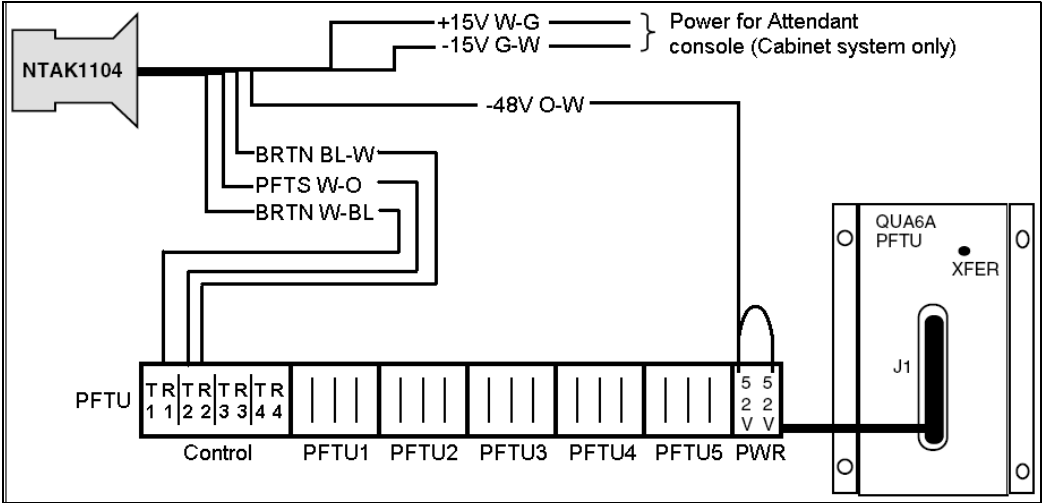 +15V W-G
-15V G-W
Power for Attendant
console (Cabinet system only)
NTAK1104
-48V O-W
BRTN BL-W
PFTS W-O
BRTN W-BL
QUA6A
PFTU
XFER
J1
PFTU
T R T R T R T R
1 1 2 2 3 3 4 4
5 5
2 2
V V
Control PFTU1 PFTU2 PFTU3 PFTU4 PFTU5 PWR